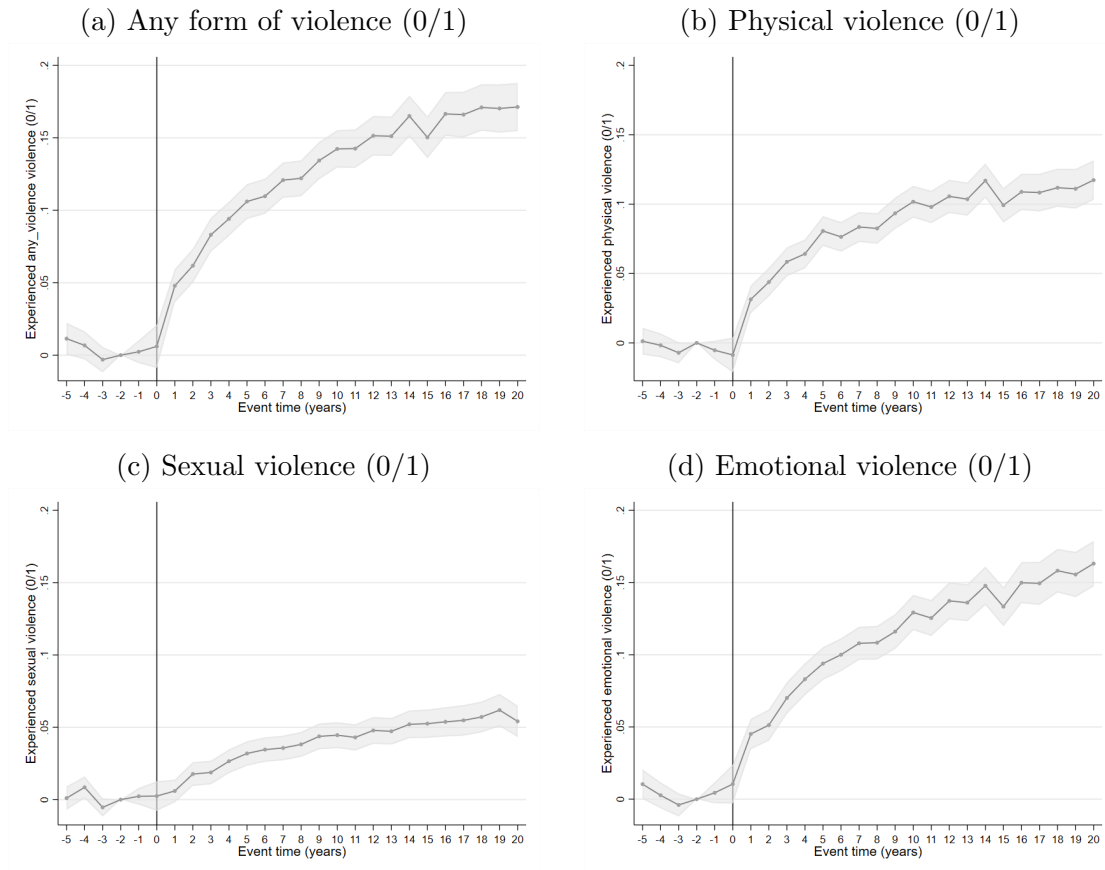 (a) Any form of violence (0/1)
Experienced any_violence violence (0/1)
.2
.15
.1
.05
0
-5 -4 -3 -2 -1 0 1 2 3 4 5 6 7 8 9 10 11 12 13 14 15 16 17 18 19 20
Event time (years)
(b) Physical violence (0/1)
Experienced physical violence (0/1)
.2
.15
.1
.05
0
-5 -4 -3 -2 -1 0 1 2 3 4 5 6 7 8 9 10 11 12 13 14 15 16 17 18 19 20
Event time (years)
(c) Sexual violence (0/1)
Experienced sexual violence (0/1)
.2
.15
.1
.05
0
-5 -4 -3 -2 -1 0 1 2 3 4 5 6 7 8 9 10 11 12 13 14 15 16 17 18 19 20
Event time (years)
(d) Emotional violence (0/1)
Experienced emotional violence (0/1)
.2
.15
.1
.05
0
-5 -4 -3 -2 -1 0 1 2 3 4 5 6 7 8 9 10 11 12 13 14 15 16 17 18 19 20
Event time (years)